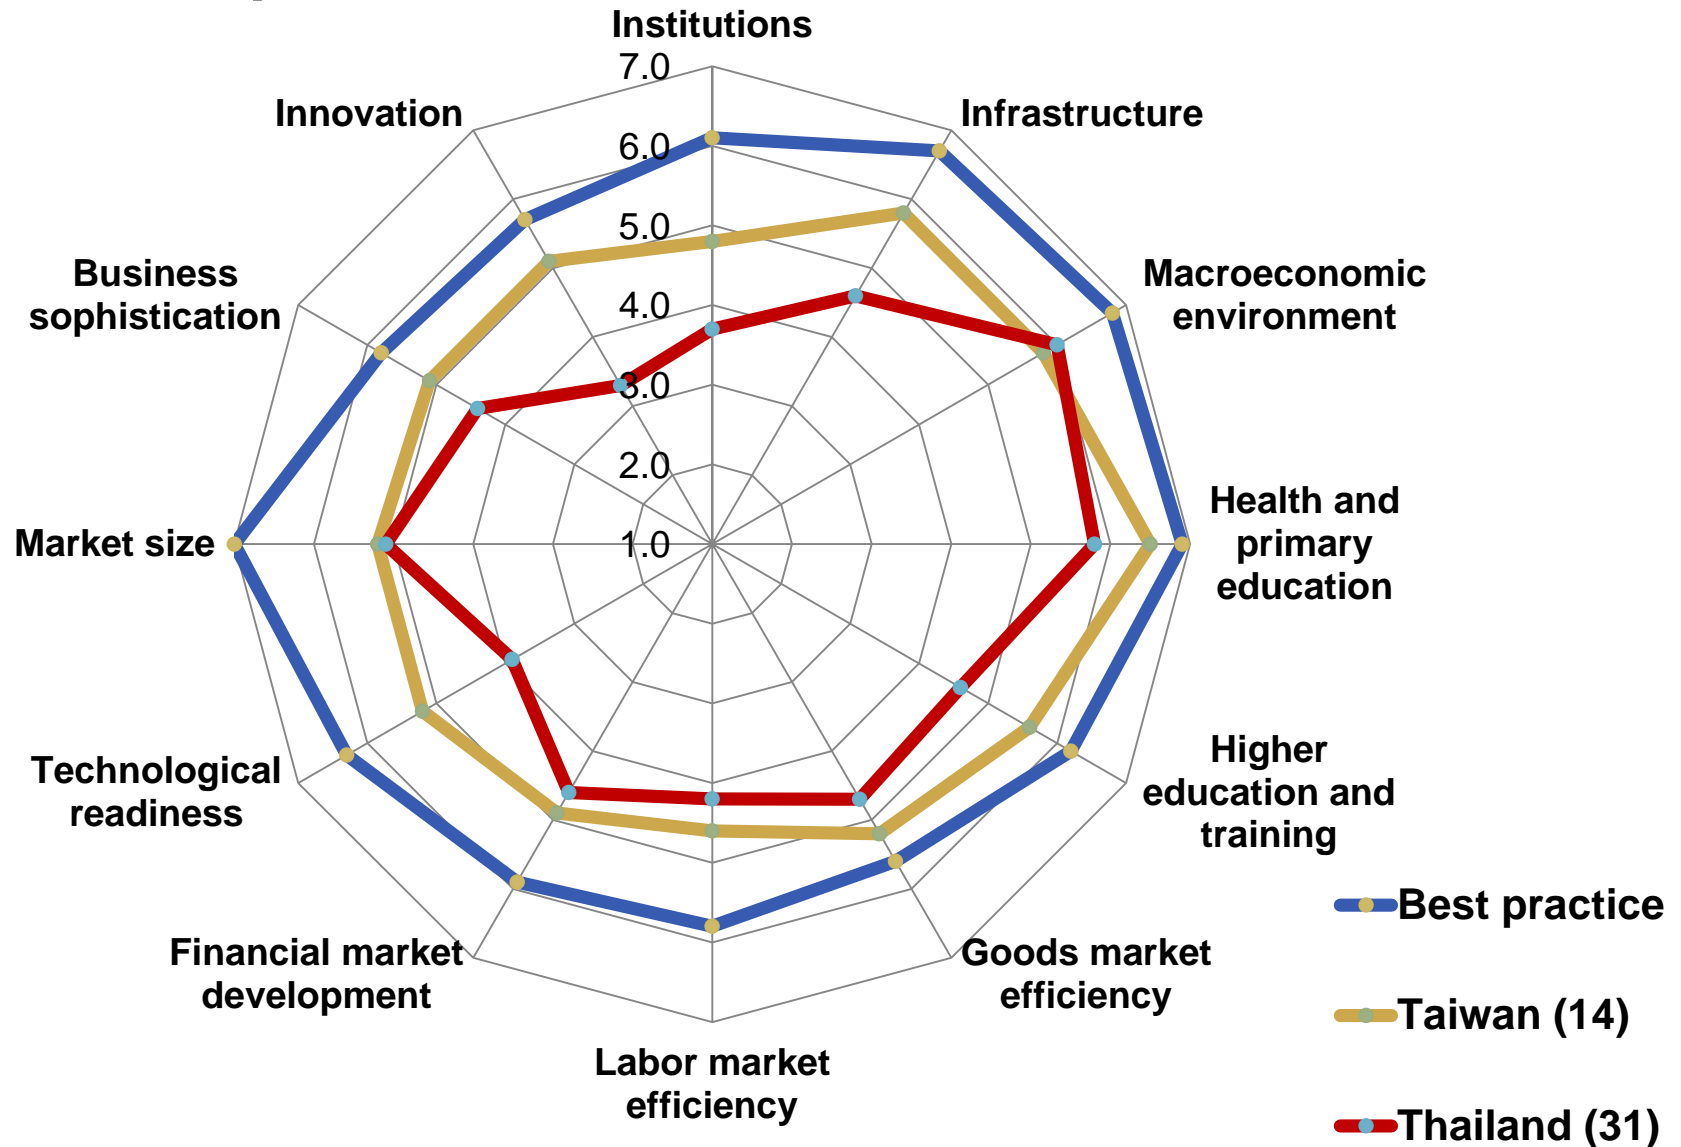 Institutions
7.0
Innovation
Infrastructure
6.0
5.0
Business
sophistication
Macroeconomic
environment
4.0
3.0
2.0
Market size
1.0
Health and
primary
education
Technological
readiness
Higher
education and
training
Financial market
development
Goods market
efficiency
Labor market
efficiency
Best practice
Taiwan (14)
Thailand (31)